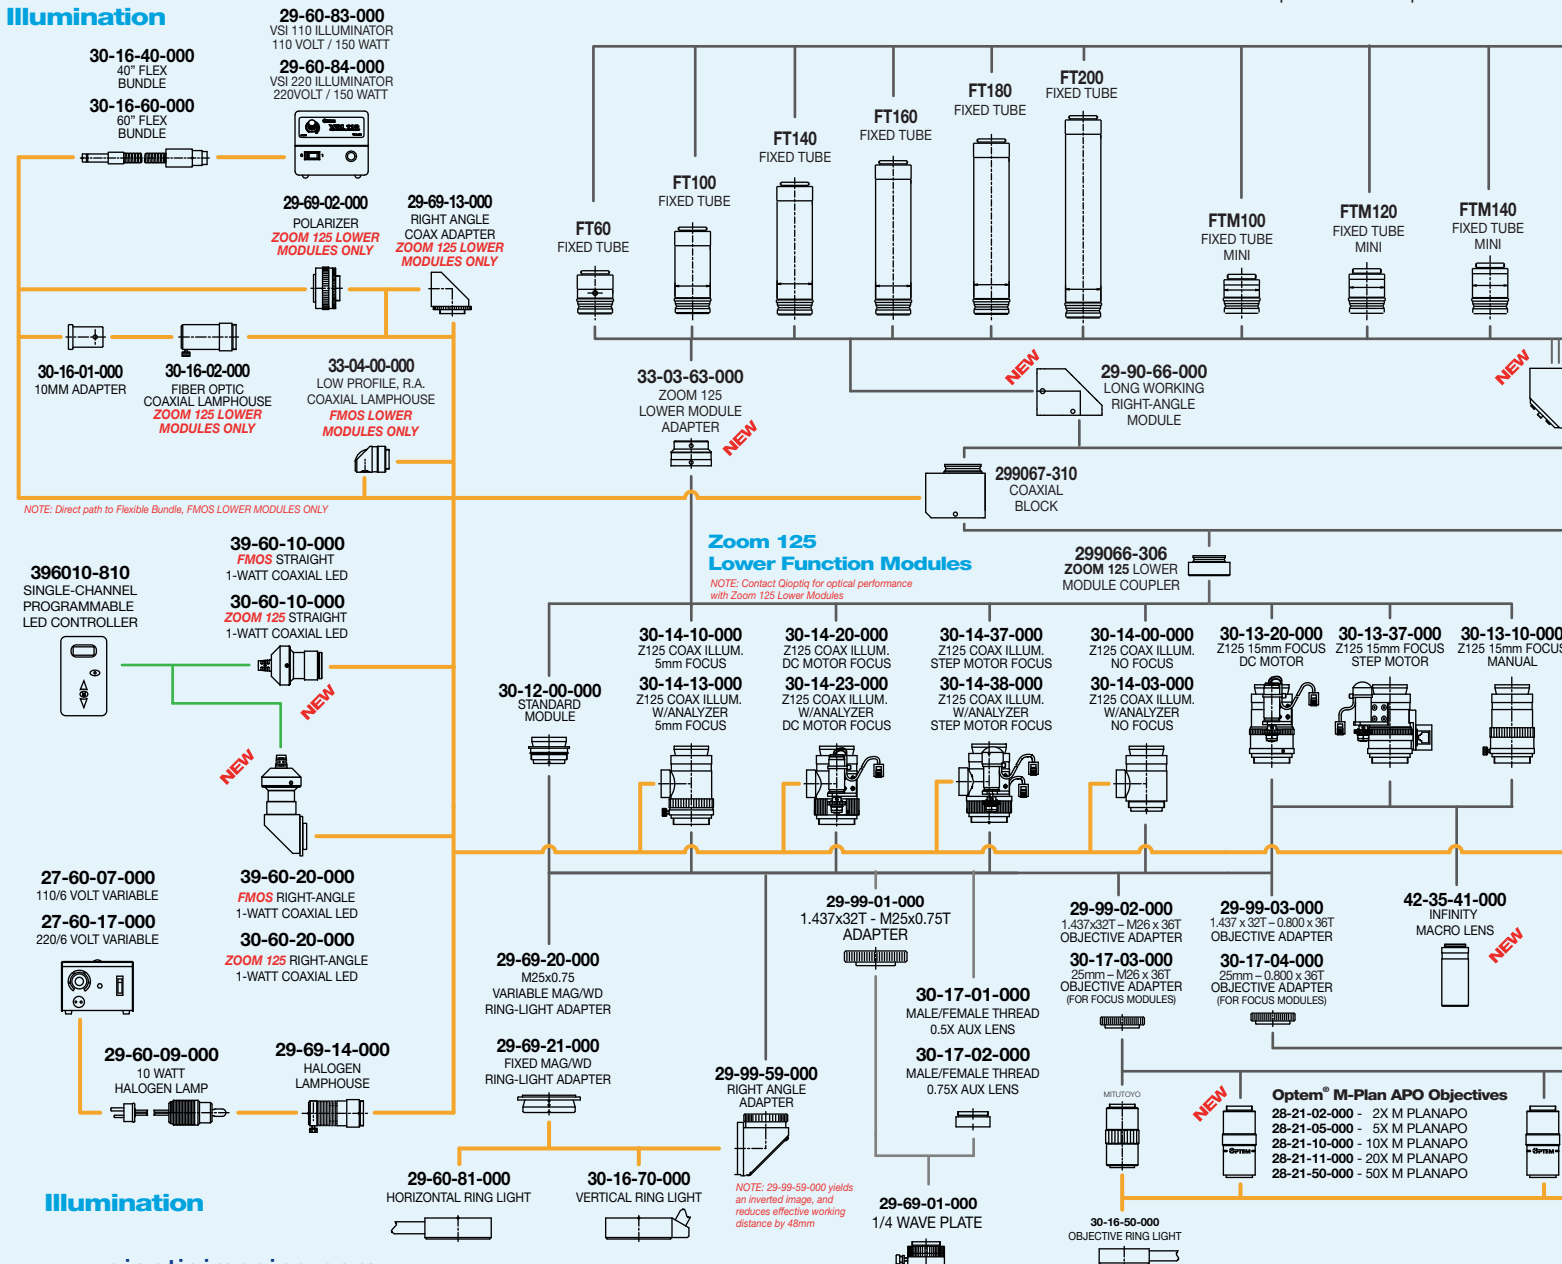 Illumination
29-60-83-000
VSI 110 ILLUMINATOR
110 VOLT / 150 WATT
29-60-84-000
VSI 220 ILLUMINATOR
220VOLT / 150 WATT
30-16-40-000
40" FLEX
BUNDLE
30-16-60-000
60" FLEX
BUNDLE
29-69-02-000
POLARIZER
ZOOM 125 LOWER
MODULES ONLY
29-69-13-000
RIGHT ANGLE
COAX ADAPTER
ZOOM 125 LOWER
MODULES ONLY
30-16-01-000
10MM ADAPTER
30-16-02-000
FIBER OPTIC
COAXIAL LAMPHOUSE
ZOOM 125 LOWER
MODULES ONLY
33-04-00-000
LOW PROFILE, R.A.
COAXIAL LAMPHOUSE
FMOS LOWER
MODULES ONLY
NOTE: Direct path to Flexible Bundle, FMOS LOWER MODULES ONLY
FT60
FIXED TUBE
FT100
FIXED TUBE
FT140
FIXED TUBE
FT160
FIXED TUBE
FT180
FIXED TUBE
FT200
FIXED TUBE
FTM100
FIXED TUBE
MINI
FTM120
FIXED TUBE
MINI
FTM140
FIXED TUBE
MINI
33-03-63-000
ZOOM 125
LOWER MODULE
ADAPTER
NEW
NEW
29-90-66-000
LONG WORKING
RIGHT-ANGLE
MODULE
NEW
299067-310
COAXIAL
BLOCK
Zoom 125
Lower Function Modules
NOTE: Contact Qioptiq for optical performance
with Zoom 125 Lower Modules
299066-306
ZOOM 125 LOWER
MODULE COUPLER
396010-810
SINGLE-CHANNEL
PROGRAMMABLE
LED CONTROLLER
39-60-10-000
FMOS STRAIGHT
1-WATT COAXIAL LED
30-60-10-000
ZOOM 125 STRAIGHT
1-WATT COAXIAL LED
NEW
NEW
30-12-00-000
STANDARD
MODULE
30-14-10-000
Z125 COAX ILLUM.
5mm FOCUS
30-14-13-000
Z125 COAX ILLUM.
W/ANALYZER
5mm FOCUS
30-14-20-000
Z125 COAX ILLUM.
DC MOTOR FOCUS
30-14-23-000
Z125 COAX ILLUM.
W/ANALYZER
DC MOTOR FOCUS
30-14-37-000
Z125 COAX ILLUM.
STEP MOTOR FOCUS
30-14-38-000
Z125 COAX ILLUM.
W/ANALYZER
STEP MOTOR FOCUS
30-14-00-000
Z125 COAX ILLUM.
NO FOCUS
30-14-03-000
Z125 COAX ILLUM.
W/ANALYZER
NO FOCUS
30-13-20-000
Z125 15mm FOCUS
DC MOTOR
30-13-37-000
Z125 15mm FOCUS
STEP MOTOR
30-13-10-000
Z125 15mm FOCUS
MANUAL
27-60-07-000
110/6 VOLT VARIABLE
27-60-17-000
220/6 VOLT VARIABLE
39-60-20-000
FMOS RIGHT-ANGLE
1-WATT COAXIAL LED
30-60-20-000
ZOOM 125 RIGHT-ANGLE
1-WATT COAXIAL LED
29-60-09-000
10 WATT
HALOGEN LAMP
29-69-14-000
HALOGEN
LAMPHOUSE
29-69-20-000
M25x0.75
VARIABLE MAG/WD
RING-LIGHT ADAPTER
29-69-21-000
FIXED MAG/WD
RING-LIGHT ADAPTER
29-99-59-000
RIGHT ANGLE
ADAPTER
NOTE: 29-99-59-000 yields
an inverted image, and
reduces effective working
distance by 48mm
29-60-81-000
HORIZONTAL RING LIGHT
30-16-70-000
VERTICAL RING LIGHT
29-99-01-000
1.437x32T - M25x0.75T
ADAPTER
30-17-01-000
MALE/FEMALE THREAD
0.5X AUX LENS
30-17-02-000
MALE/FEMALE THREAD
0.75X AUX LENS
29-69-01-000
1/4 WAVE PLATE
29-99-02-000
1.437x32T – M26 x 36T
OBJECTIVE ADAPTER
30-17-03-000
25mm – M26 x 36T
OBJECTIVE ADAPTER
(FOR FOCUS MODULES)
29-99-03-000
1.437 x 32T – 0.800 x 36T
OBJECTIVE ADAPTER
30-17-04-000
25mm – 0.800 x 36T
OBJECTIVE ADAPTER
(FOR FOCUS MODULES)
42-35-41-000
INFINITY
MACRO LENS
NEW
MITUTOYO
NEW
OPTEM
Optem® M-Plan APO Objectives
28-21-02-000 - 2X M PLANAPO
28-21-05-000 - 5X M PLANAPO
28-21-10-000 - 10X M PLANAPO
28-21-11-000 - 20X M PLANAPO
28-21-50-000 - 50X M PLANAPO
OPTEM
30-16-50-000
OBJECTIVE RING LIGHT
Illumination